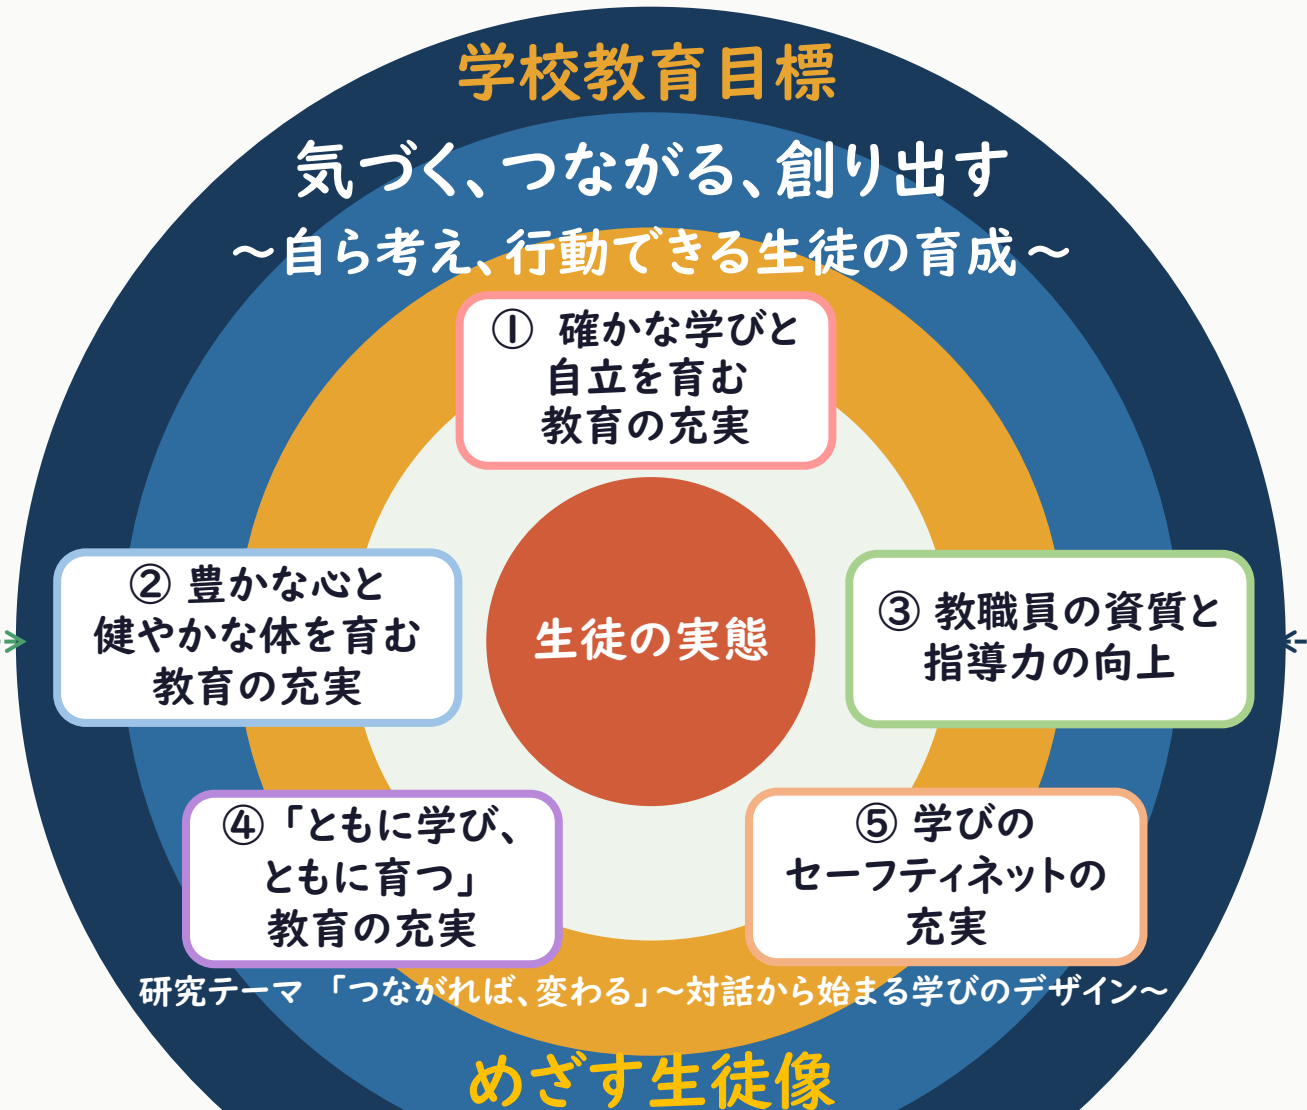 学校教育目標
気づく、つながる、創り出す
～自ら考え、行動できる生徒の育成～
① 確かな学びと
自立を育む
教育の充実
② 豊かな心と
健やかな体を育む
教育の充実
生徒の実態
③ 教職員の資質と
指導力の向上
④「ともに学び、
ともに育つ」
教育の充実
⑤ 学びの
セーフティネットの
充実
研究テーマ 「つながれば、変わる」～対話から始まる学びのデザイン～
めざす生徒像